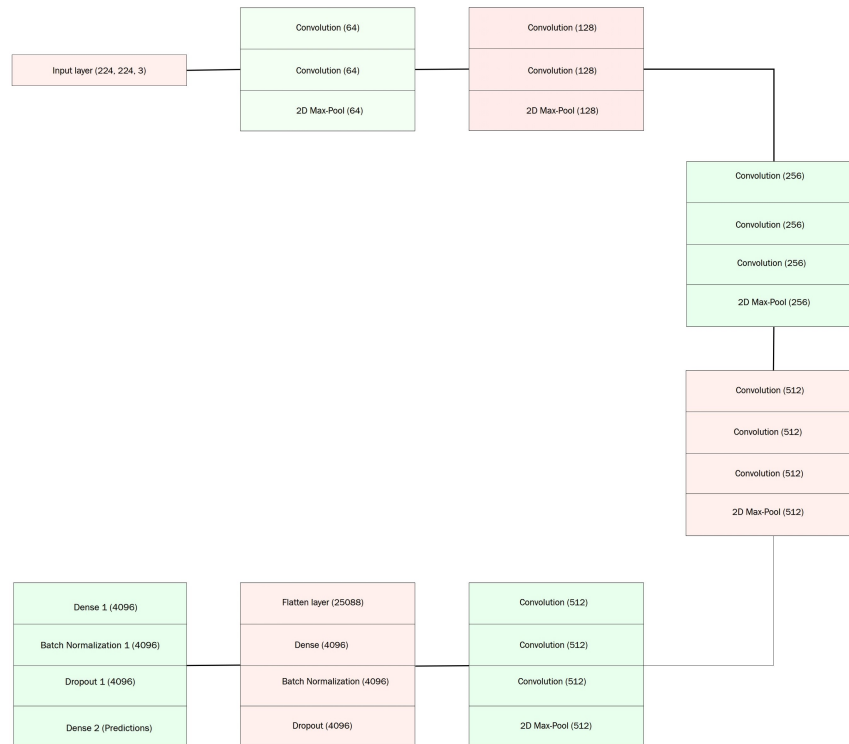 Input layer (224, 224, 3)
Convolution (64)
Convolution (64)
2D Max-Pool (64)
Convolution (128)
Convolution (128)
2D Max-Pool (128)
Convolution (256)
Convolution (256)
Convolution (256)
2D Max-Pool (256)
Convolution (512)
Convolution (512)
Convolution (512)
2D Max-Pool (512)
Convolution (512)
Convolution (512)
Convolution (512)
2D Max-Pool (512)
Flatten layer (25088)
Dense (4096)
Batch Normalization (4096)
Dropout (4096)
Dense 1 (4096)
Batch Normalization 1 (4096)
Dropout 1 (4096)
Dense 2 (Predictions)